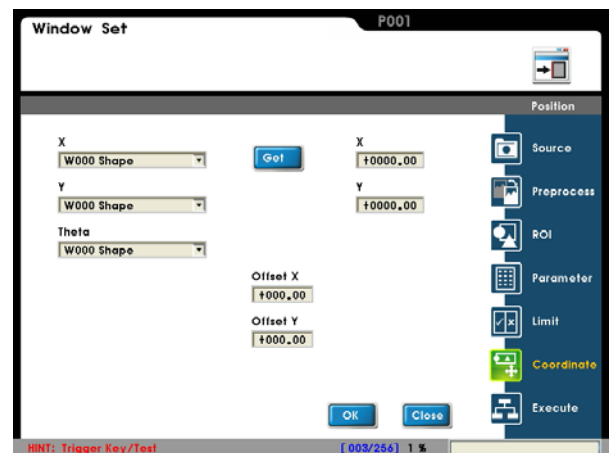 Window Set
P001
Position
X
W000 Shape
Get
X
+0000.00
Y
W000 Shape
Y
+0000.00
Theta
W000 Shape
Offset X
+000.00
Offset Y
+000.00
OK
Close
Source
Preprocess
ROI
Parameter
Limit
Coordinate
Execute
HINT: Trigger Key/Test
[003/256] 1 %